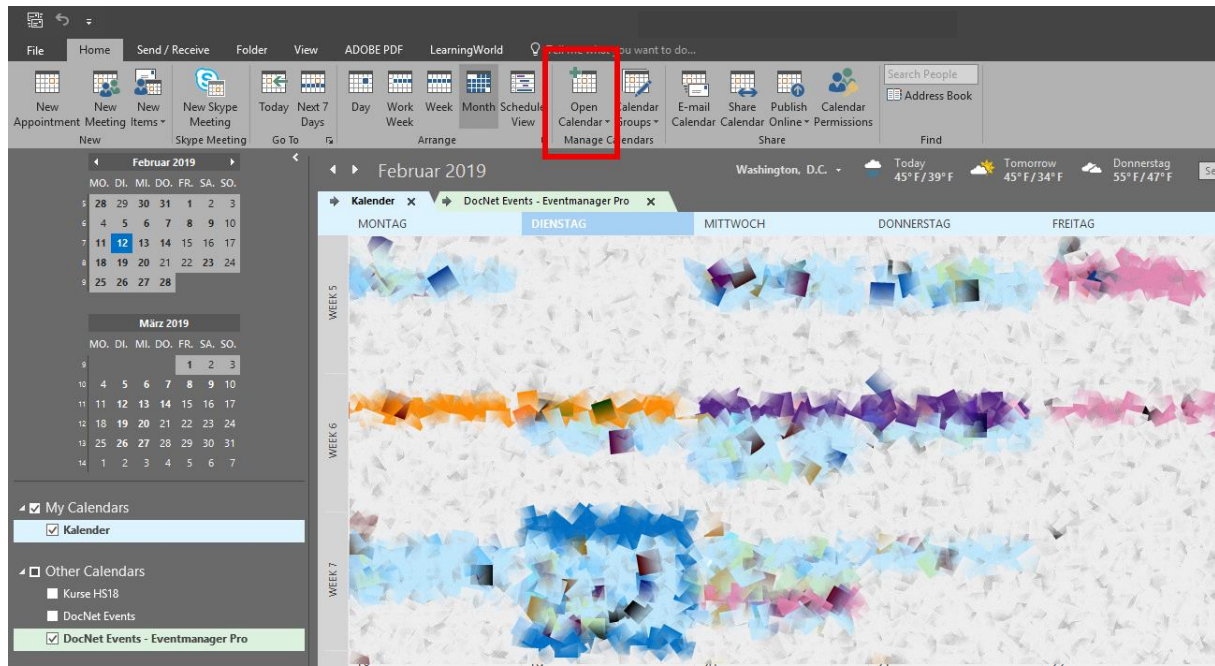 File Home Send / Receive Folder View ADOBE PDF LearningWorld Tell me what you want to do...
New Appointment
New Meeting
New Items
New
New Skype Meeting
Skype Meeting
Today
Next 7 Days
Go To
Day
Work Week
Week
Month
Schedule View
Arrange
Open Calendar
Calendar Groups
Manage Calendars
E-mail Calendar
Share Calendar
Publish Online
Calendar Permissions
Share
Search People
Address Book
Find
Februar 2019
MO. DI. MI. DO. FR. SA. SO.
5 28 29 30 31 1 2 3
6 4 5 6 7 8 9 10
7 11 12 13 14 15 16 17
8 18 19 20 21 22 23 24
9 25 26 27 28
März 2019
MO. DI. MI. DO. FR. SA. SO.
9 1 2 3
10 4 5 6 7 8 9 10
11 11 12 13 14 15 16 17
12 18 19 20 21 22 23 24
13 25 26 27 28 29 30 31
14 1 2 3 4 5 6 7
My Calendars
Kalender
Other Calendars
Kurse HS18
DocNet Events
DocNet Events - Eventmanager Pro
Februar 2019
Washington, D.C.
Today
45° F / 39° F
Tomorrow
45° F / 34° F
Donnerstag
55° F / 47° F
Kalender DocNet Events - Eventmanager Pro
MONTAG DIENSTAG MITTWOCH DONNERSTAG FREITAG
WEEK 5
WEEK 6
WEEK 7